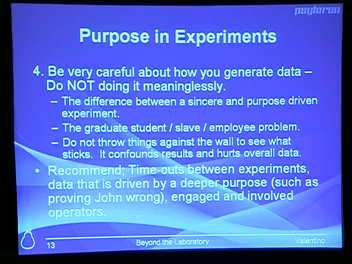 psyleron
Purpose in Experiments
4. Be very careful about how you generate data –
Do NOT doing it meaninglessly.
– The difference between a sincere and purpose driven
experiment.
– The graduate student / slave / employee problem.
– Do not throw things against the wall to see what
sticks. It confounds results and hurts overall data.
• Recommend; Time-outs between experiments,
data that is driven by a deeper purpose (such as
proving John wrong), engaged and involved
operators.
13
Beyond the Laboratory
Valentino